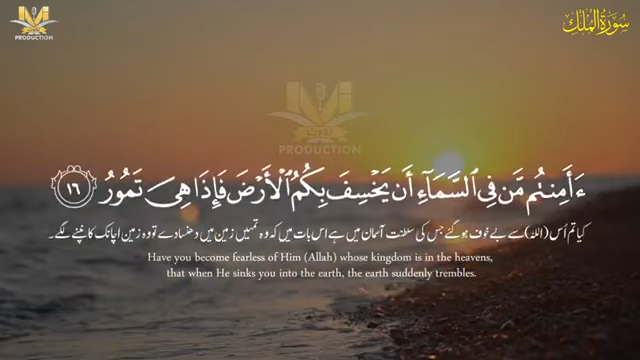 PRODUCTION
سُورَةُ المُلْكِ
PRODUCTION
ءَأَمِنتُم مَّن فِي ٱلسَّمَآءِ أَن يَخْسِفَ بِكُمُ ٱلْأَرْضَ فَإِذَا هِيَ تَمُورُ ١٦
کیا تم اُس (اللہ) سے بے خوف ہو گئے جس کی سلطنت آسمان میں ہے اس بات میں کہ وہ تمہیں زمین میں دھنسا دے تو وہ زمین اچانک کانپنے لگے۔
Have you become fearless of Him (Allah) whose kingdom is in the heavens,
that when He sinks you into the earth, the earth suddenly trembles.